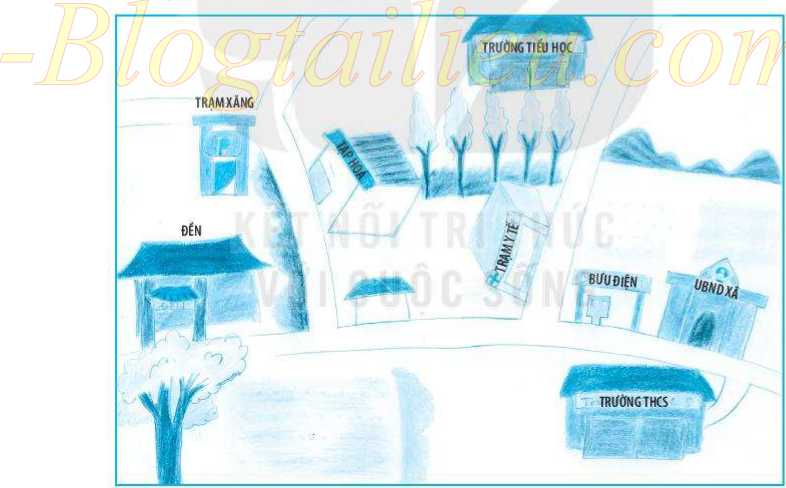 -Blogtailieu.com
TRƯỜNG TIỂU HỌC
TRẠM XĂNG
TẠP HOÁ
KẾT NỐI TRI THỨC
ĐỀN
TRẠM Y TẾ
VỚI CUỘC SỐNG
BƯU ĐIỆN
UBND XÃ
TRƯỜNG THCS